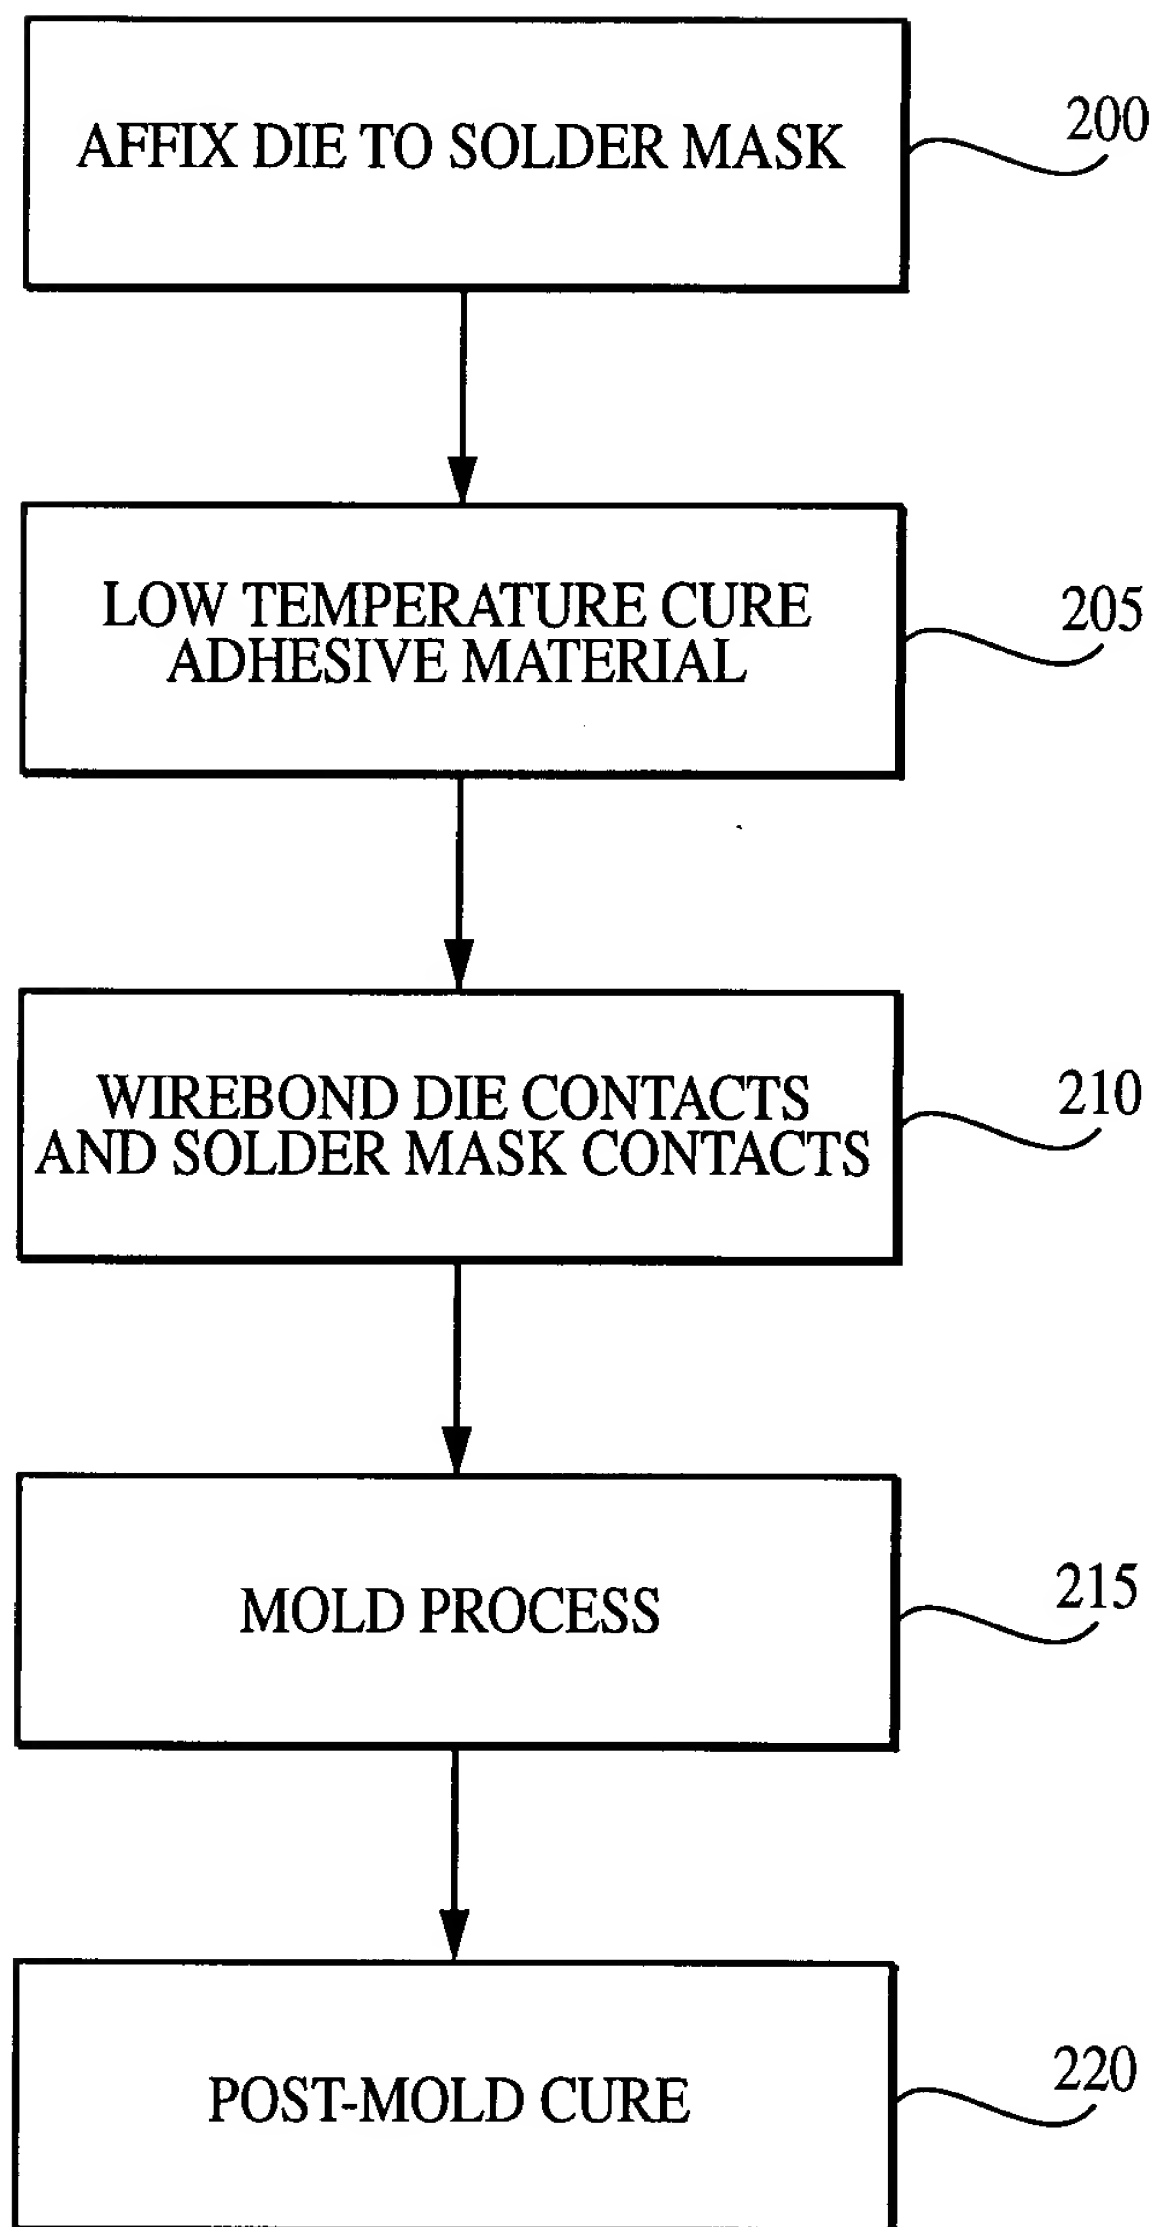 AFFIX DIE TO SOLDER MASK
200
LOW TEMPERATURE CURE
ADHESIVE MATERIAL
205
WIREBOND DIE CONTACTS
AND SOLDER MASK CONTACTS
210
MOLD PROCESS
215
POST-MOLD CURE
220